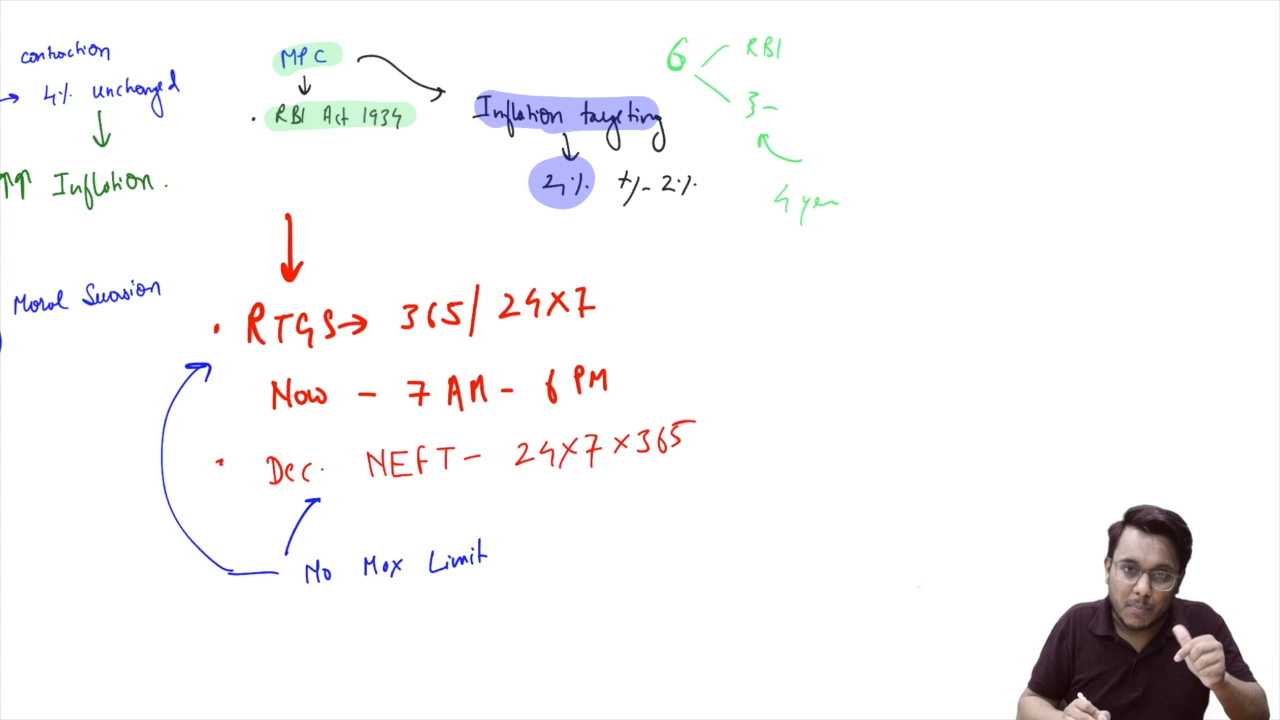 contraction
→ 4% unchanged
↑↑ Inflation.
Moral Suasion
MPC
. RBI Act 1934
Inflation targeting
4% +/- 2%
6
RBI
3 -
4 year
• RTGS → 365/24x7
Now - 7 AM - 6 PM
• Dec. NEFT - 24x7x365
No Max Limit